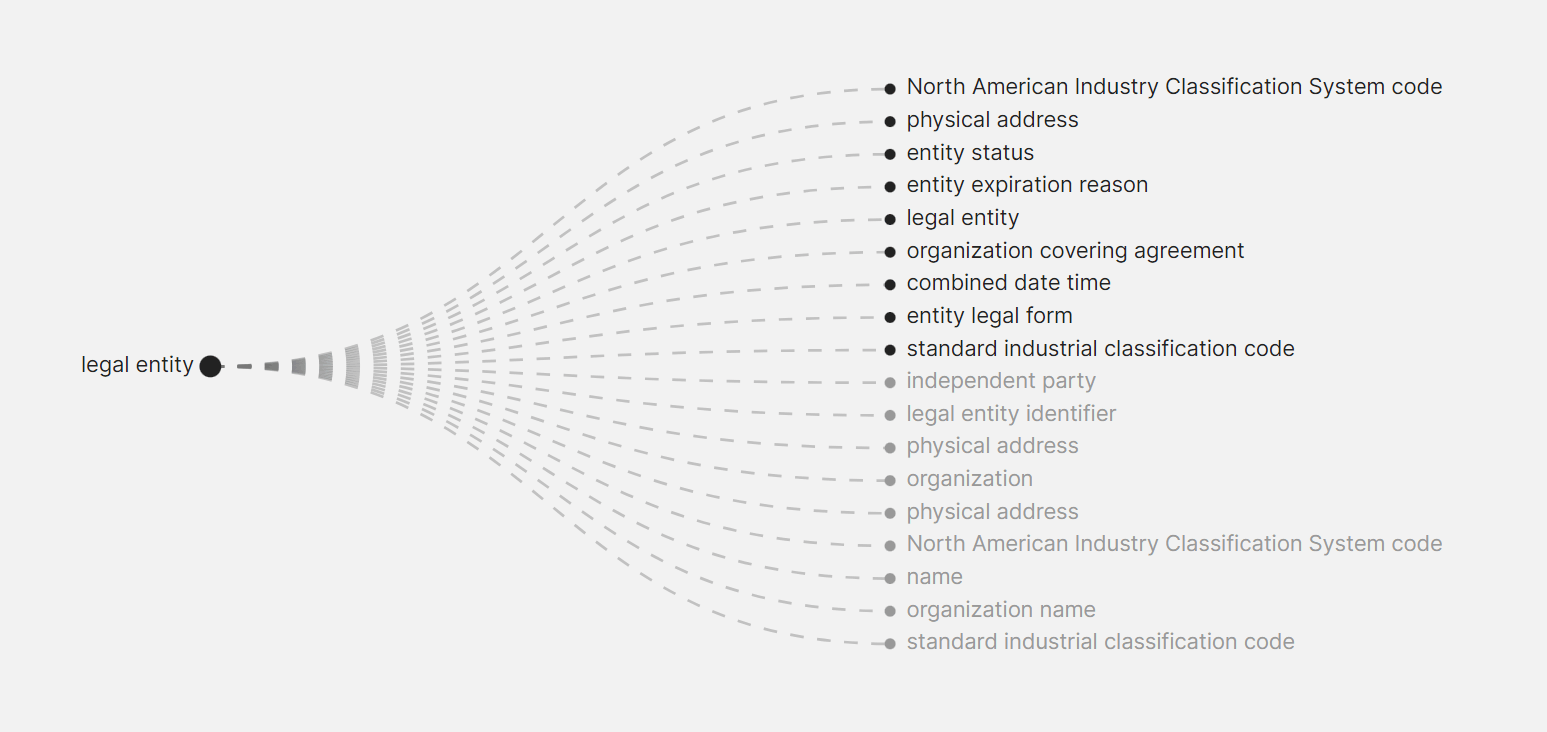 North American Industry Classification System code
physical address
entity status
entity expiration reason
legal entity
organization covering agreement
combined date time
entity legal form
standard industrial classification code
legal entity
independent party
legal entity identifier
physical address
organization
physical address
North American Industry Classification System code
name
organization name
standard industrial classification code